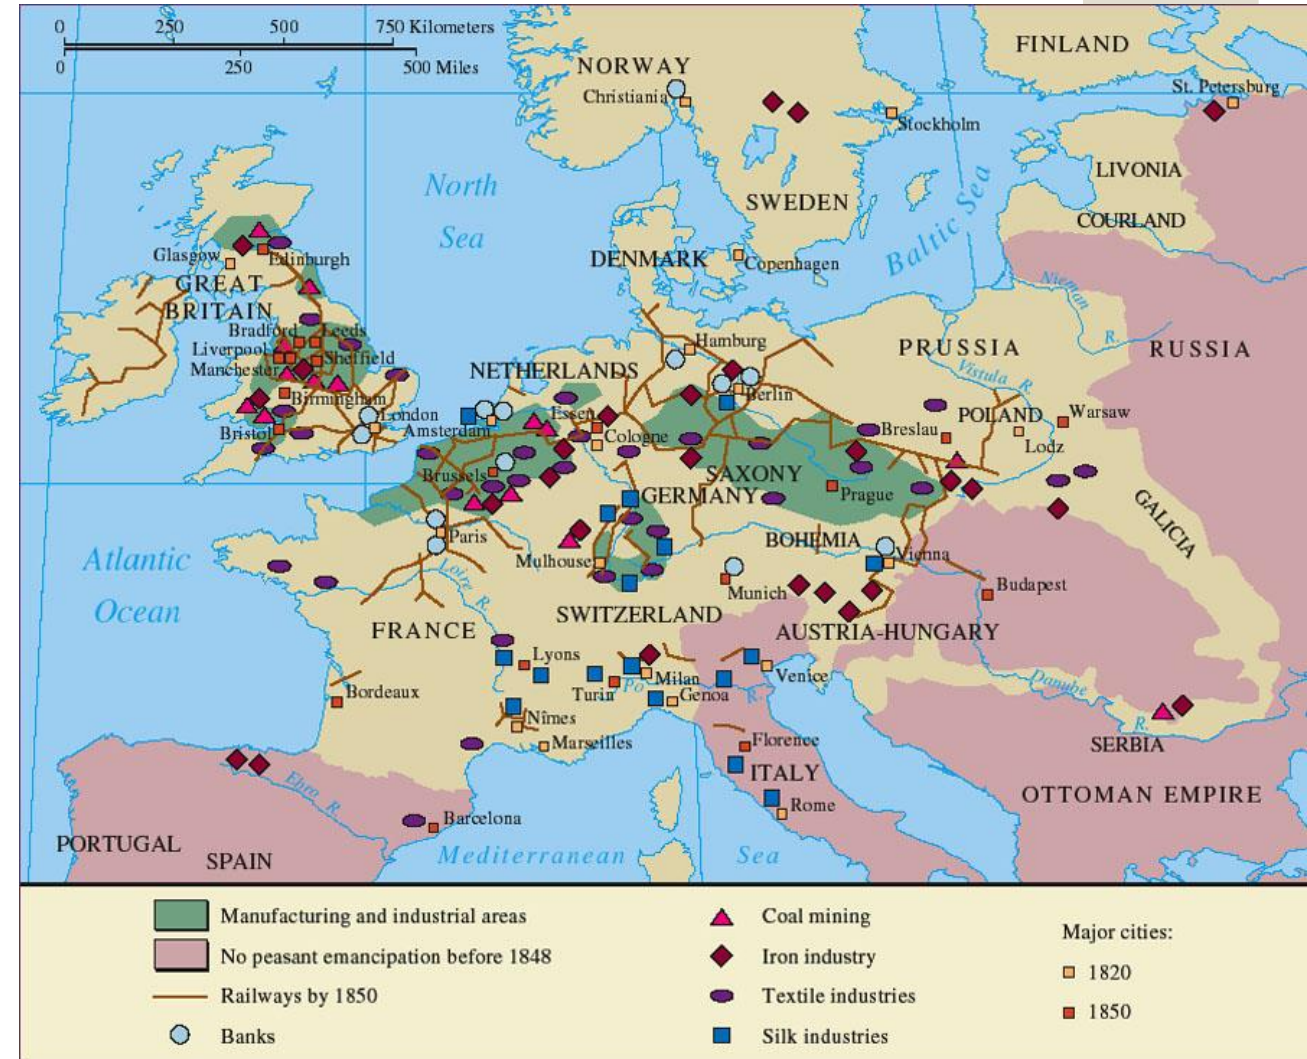 0 250 500 750 Kilometers
0 250 500 Miles
NORWAY
Christiania
FINLAND
St. Petersburg
Stockholm
North
Sea
SWEDEN
LIVONIA
COURLAND
Baltic Sea
DENMARK
Copenhagen
Glasgow
Edinburgh
GREAT
BRITAIN
Bradford
Leeds
Liverpool
Sheffield
Manchester
Birmingham
London
Bristol
Nieman
R.
RUSSIA
Hamburg
PRUSSIA
Vistula R.
NETHERLANDS
Berlin
Essen
Amsterdam
Cologne
POLAND
Warsaw
Breslau
Lodz
Brussels
SAXONY
GERMANY
Prague
GALICIA
Atlantic
Ocean
Paris
Loire R.
Mulhouse
BOHEMIA
Vienna
Munich
Budapest
SWITZERLAND
FRANCE
AUSTRIA-HUNGARY
Lyons
Milan
Venice
Turin
Po
R.
Genoa
Danube
R.
Bordeaux
Nîmes
Marseilles
Florence
SERBIA
ITALY
Rome
OTTOMAN EMPIRE
Ebro R.
Barcelona
PORTUGAL
SPAIN
Mediterranean Sea
Manufacturing and industrial areas
No peasant emancipation before 1848
Railways by 1850
Banks
Coal mining
Iron industry
Textile industries
Silk industries
Major cities:
1820
1850